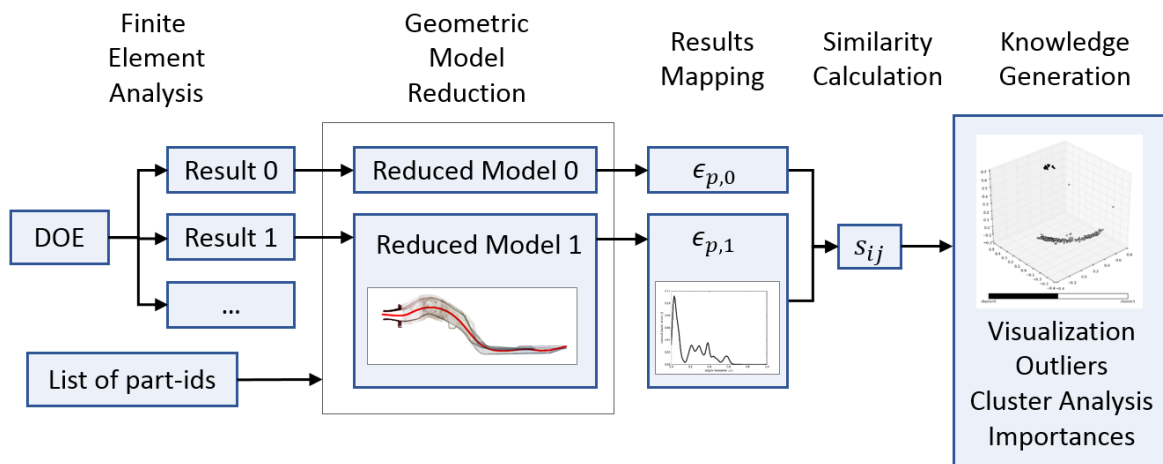 Finite
Element
Analysis
Geometric
Model
Reduction
Results
Mapping
Similarity
Calculation
Knowledge
Generation
DOE
Result 0
Result 1
...
List of part-ids
Reduced Model 0
Reduced Model 1
ϵp,0
ϵp,1
sij
Visualization
Outliers
Cluster Analysis
Importances